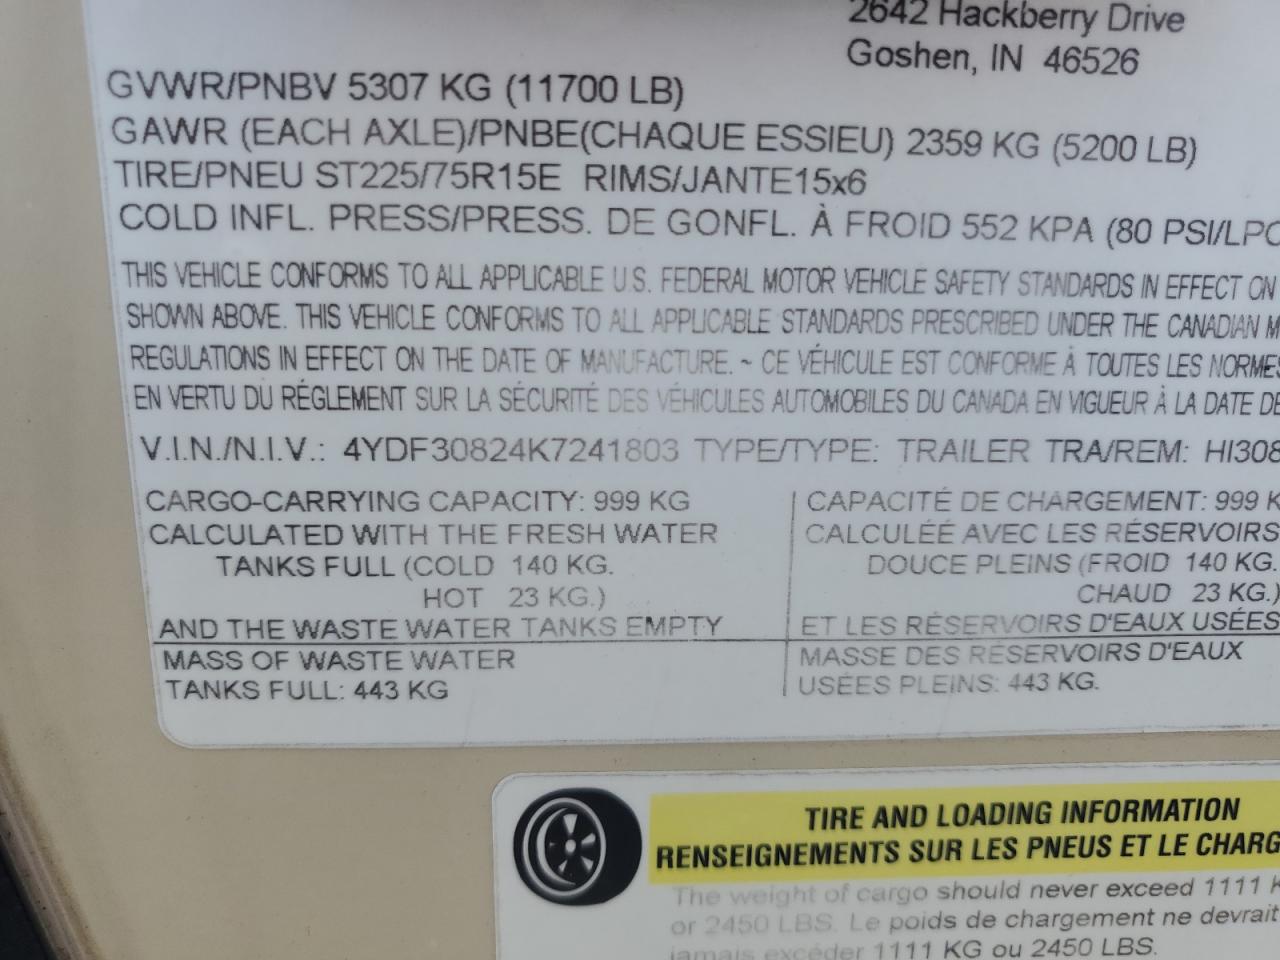 2642 Hackberry Drive
Goshen, IN 46526
GVWR/PNBV 5307 KG (11700 LB)
GAWR (EACH AXLE)/PNBE(CHAQUE ESSIEU) 2359 KG (5200 LB)
TIRE/PNEU ST225/75R15E RIMS/JANTE15x6
COLD INFL. PRESS/PRESS. DE GONFL. À FROID 552 KPA (80 PSI/LPC
THIS VEHICLE CONFORMS TO ALL APPLICABLE U.S. FEDERAL MOTOR VEHICLE SAFETY STANDARDS IN EFFECT ON
SHOWN ABOVE. THIS VEHICLE CONFORMS TO ALL APPLICABLE STANDARDS PRESCRIBED UNDER THE CANADIAN M
REGULATIONS IN EFFECT ON THE DATE OF MANUFACTURE. ~ CE VÉHICULE EST CONFORME À TOUTES LES NORMES
EN VERTU DU RÉGLEMENT SUR LA SÉCURITÉ DES VÉHICULES AUTOMOBILES DU CANADA EN VIGUEUR À LA DATE DE
V.I.N./N.I.V.: 4YDF30824K7241803 TYPE/TYPE: TRAILER TRA/REM: HI308
CARGO-CARRYING CAPACITY: 999 KG
CALCULATED WITH THE FRESH WATER
TANKS FULL (COLD 140 KG.
HOT 23 KG.)
AND THE WASTE WATER TANKS EMPTY
MASS OF WASTE WATER
TANKS FULL: 443 KG
CAPACITÉ DE CHARGEMENT: 999 K
CALCULÉÉ AVEC LES RÉSERVOIRS
DOUCE PLEINS (FROID 140 KG.
CHAUD 23 KG.)
ET LES RÉSERVOIRS D'EAUX USÉES
MASSE DES RÉSERVOIRS D'EAUX
USÉES PLEINS: 443 KG.
TIRE AND LOADING INFORMATION
RENSEIGNEMENTS SUR LES PNEUS ET LE CHARG
The weight of cargo should never exceed 1111 K
or 2450 LBS. Le poids de chargement ne devrait
jamais excéder 1111 KG ou 2450 LBS.